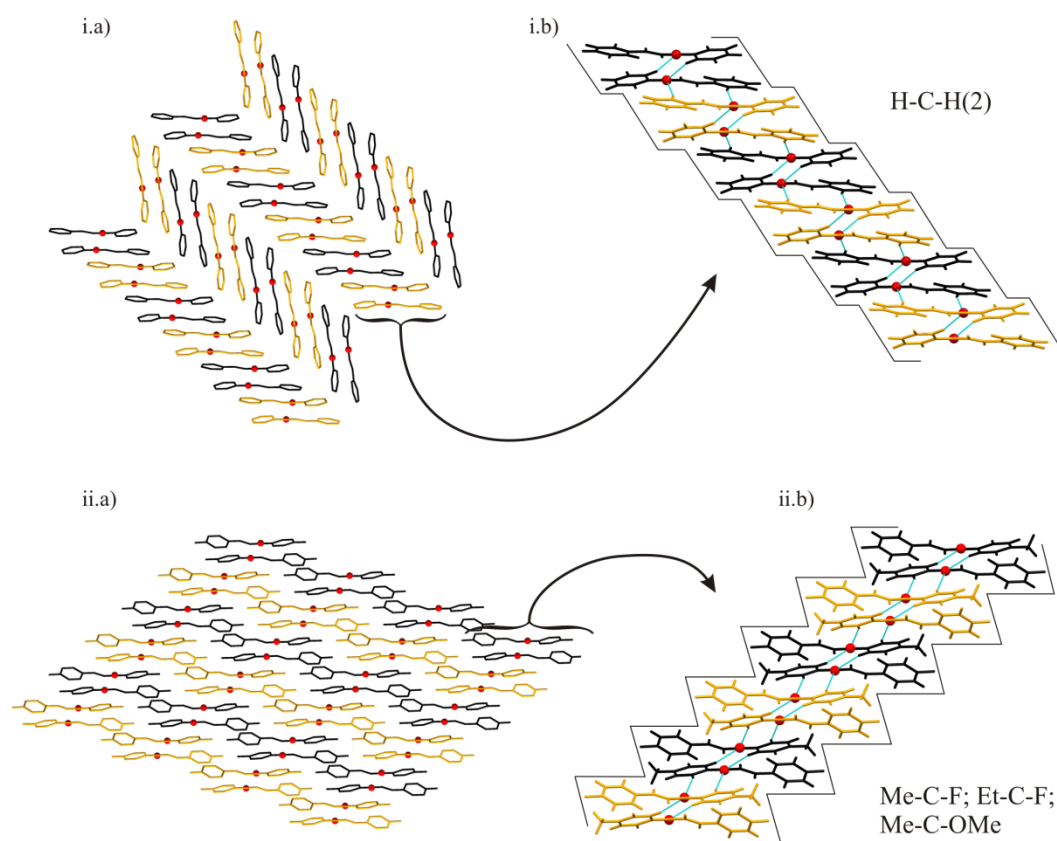 i.a)
i.b)
H-C-H(2)
ii.a)
ii.b)
Me-C-F; Et-C-F;
Me-C-OMe